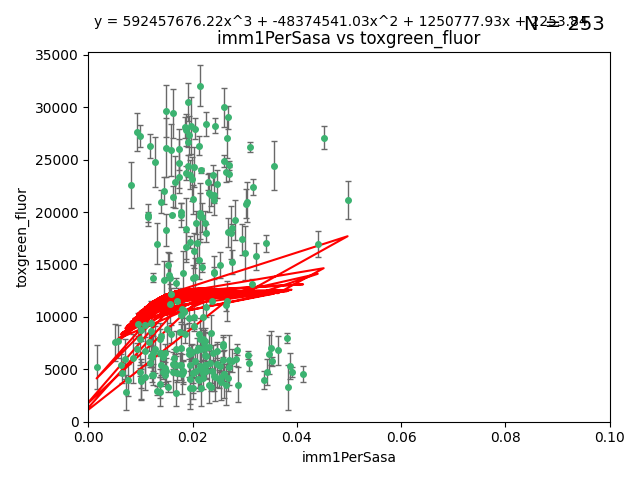 y = 592457676.22x^3 + -48374541.03x^2 + 1250777.93x +
N = 253
imm1PerSasa vs toxgreen_fluor
35000
30000
25000
20000
15000
10000
5000
0
toxgreen_fluor
0.00 0.02 0.04 0.06 0.08 0.10
imm1PerSasa